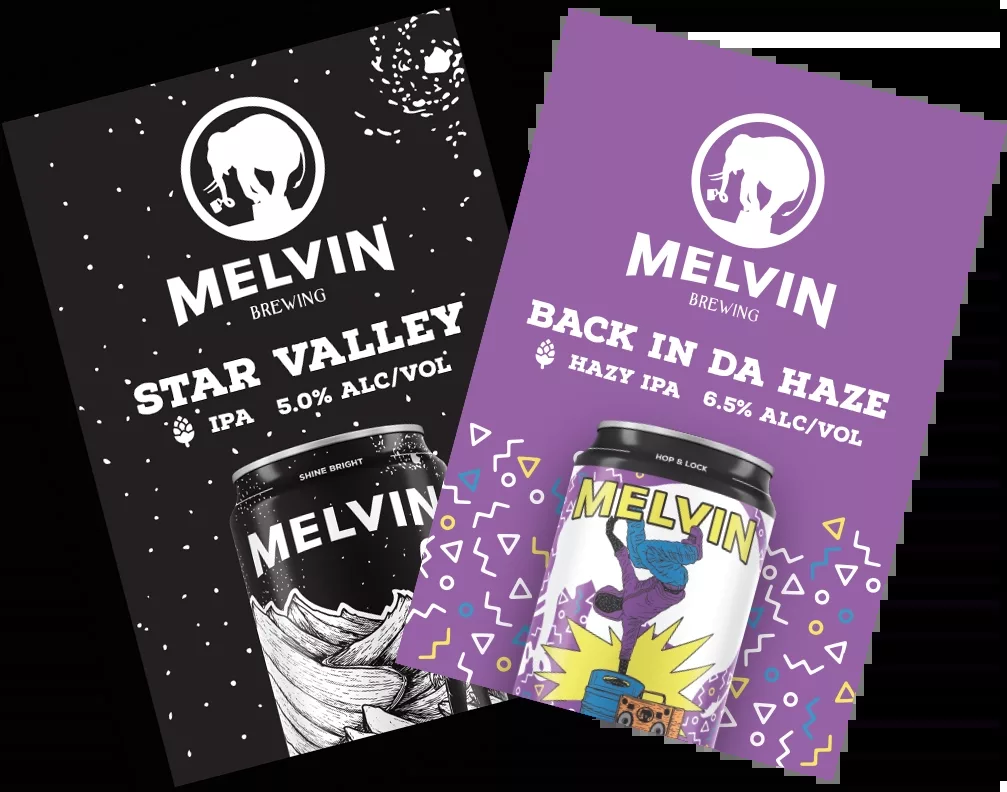 MELVIN
BREWING
STAR VALLEY
IPA 5.0% ALC/VOL
SHINE BRIGHT
MELVIN
MELVIN
BREWING
BACK IN DA HAZE
HAZY IPA 6.5% ALC/VOL
HOP & LOCK
MELVIN